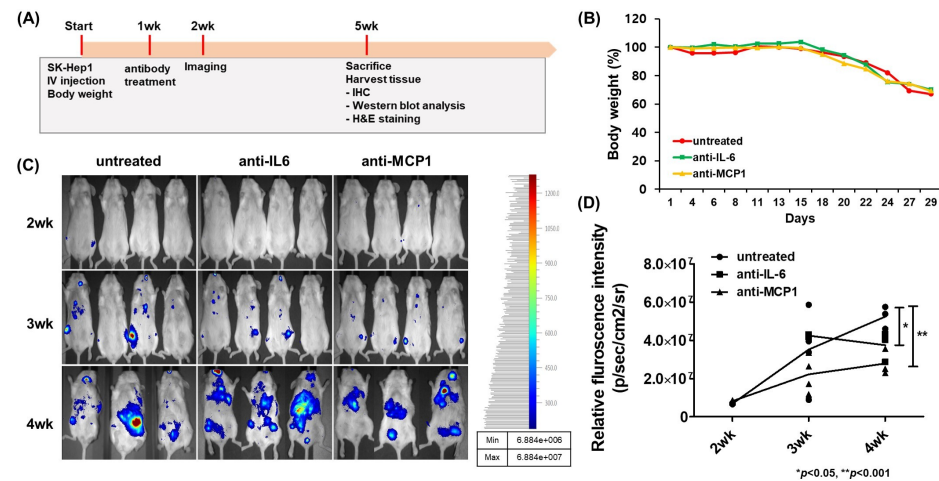 (A)
Start
1wk
2wk
5wk
SK-Hep1
IV injection
Body weight
antibody
treatment
Imaging
Sacrifice
Harvest tissue
- IHC
- Western blot analysis
- H&E staining
(B)
Body weight (%)
120
100
80
60
40
20
0
untreated
anti-IL-6
anti-MCP1
1 4 6 8 11 13 15 18 20 22 24 27 29
Days
(C)
untreated
anti-IL6
anti-MCP1
2wk
3wk
4wk
1200.0
1050.0
900.0
750.0
600.0
450.0
300.0
Min 6.884e+006
Max 6.884e+007
(D)
Relative fluroscence intensity
(p/sec/cm2/sr)
8.0×10⁷
6.0×10⁷
4.0×10⁷
2.0×10⁷
0
untreated
anti-IL-6
anti-MCP1
*
**
2wk
3wk
4wk
*p<0.05, **p<0.001